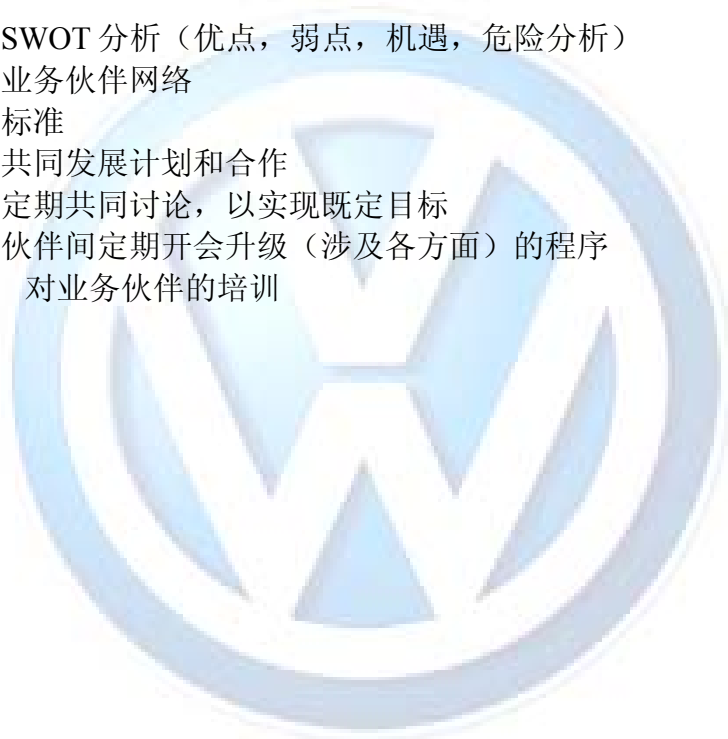 SWOT 分析（优点，弱点，机遇，危险分析）
业务伙伴网络
标准
共同发展计划和合作
定期共同讨论，以实现既定目标
伙伴间定期开会升级（涉及各方面）的程序
对业务伙伴的培训